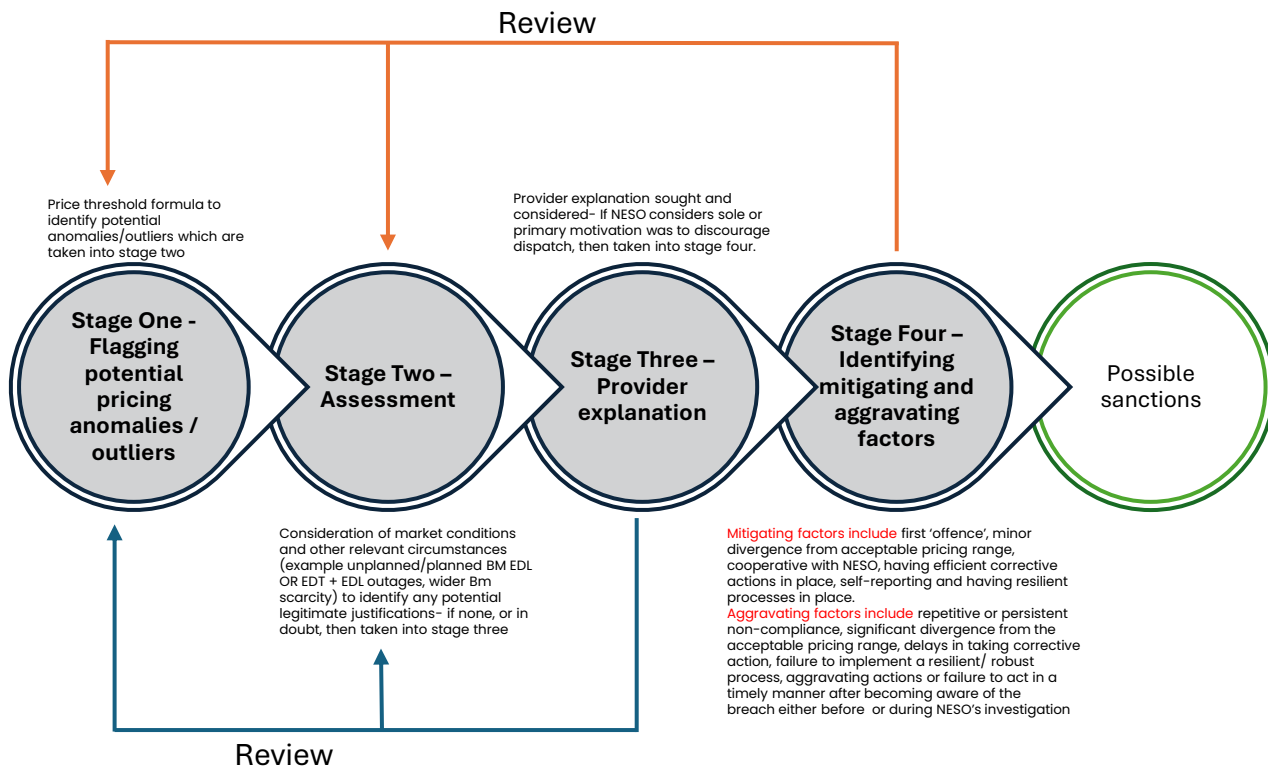 Review
Price threshold formula to
identify potential
anomalies/outliers which are
taken into stage two
Provider explanation sought and
considered- If NESO considers sole or
primary motivation was to discourage
dispatch, then taken into stage four.
Stage One -
Flagging
potential
pricing
anomalies /
outliers
Stage Two –
Assessment
Stage Three –
Provider
explanation
Stage Four –
Identifying
mitigating and
aggravating
factors
Possible
sanctions
Consideration of market conditions
and other relevant circumstances
(example unplanned/planned BM EDL
OR EDT + EDL outages, wider Bm
scarcity) to identify any potential
legitimate justifications- if none, or in
doubt, then taken into stage three
Mitigating factors include first ‘offence’, minor
divergence from acceptable pricing range,
cooperative with NESO, having efficient corrective
actions in place, self-reporting and having resilient
processes in place.
Aggravating factors include repetitive or persistent
non-compliance, significant divergence from the
acceptable pricing range, delays in taking corrective
action, failure to implement a resilient/ robust
process, aggravating actions or failure to act in a
timely manner after becoming aware of the
breach either before or during NESO’s investigation
Review